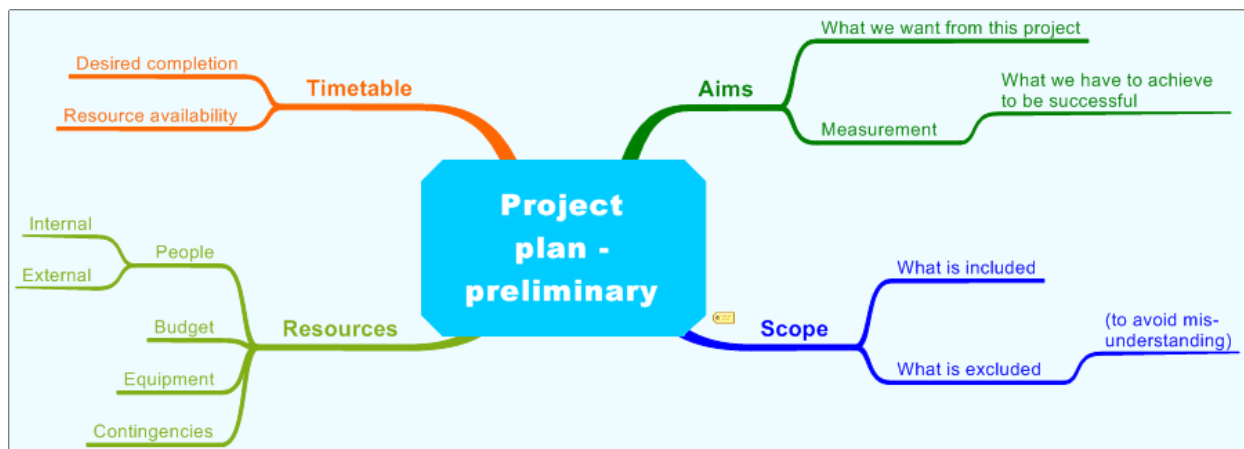 Project
plan -
preliminary
Aims
What we want from this project
Measurement
What we have to achieve
to be successful
Scope
What is included
What is excluded
(to avoid mis-
understanding)
Resources
People
Internal
External
Budget
Equipment
Contingencies
Timetable
Desired completion
Resource availability